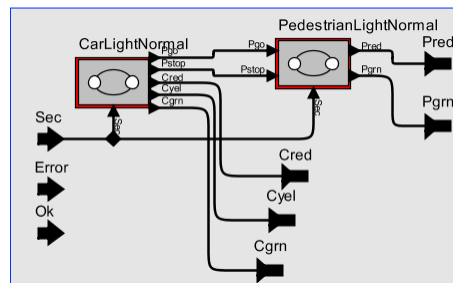 PedestrianLightNormal
CarLightNormal
Pgo
Pgo
Pred
Pred
Pstop
Pstop
Pgrn
Cred
Cyel
Cgrn
Sec
Sec
Sec
Pgrn
Error
Cred
Ok
Cyel
Cgrn